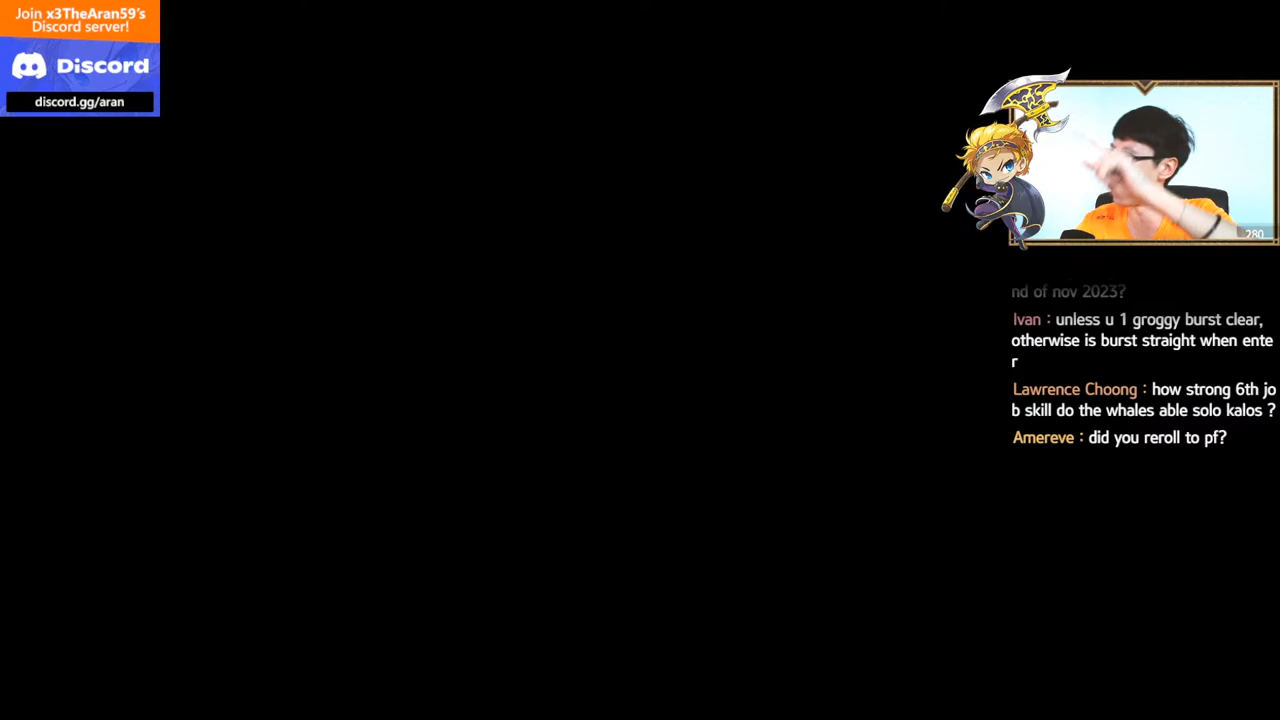 Join x3TheAran59's
Discord server!
Discord
discord.gg/aran
280
nd of nov 2023?
Ivan : unless u 1 groggy burst clear,
otherwise is burst straight when ente
r
Lawrence Choong : how strong 6th jo
b skill do the whales able solo kalos ?
Amereve : did you reroll to pf?